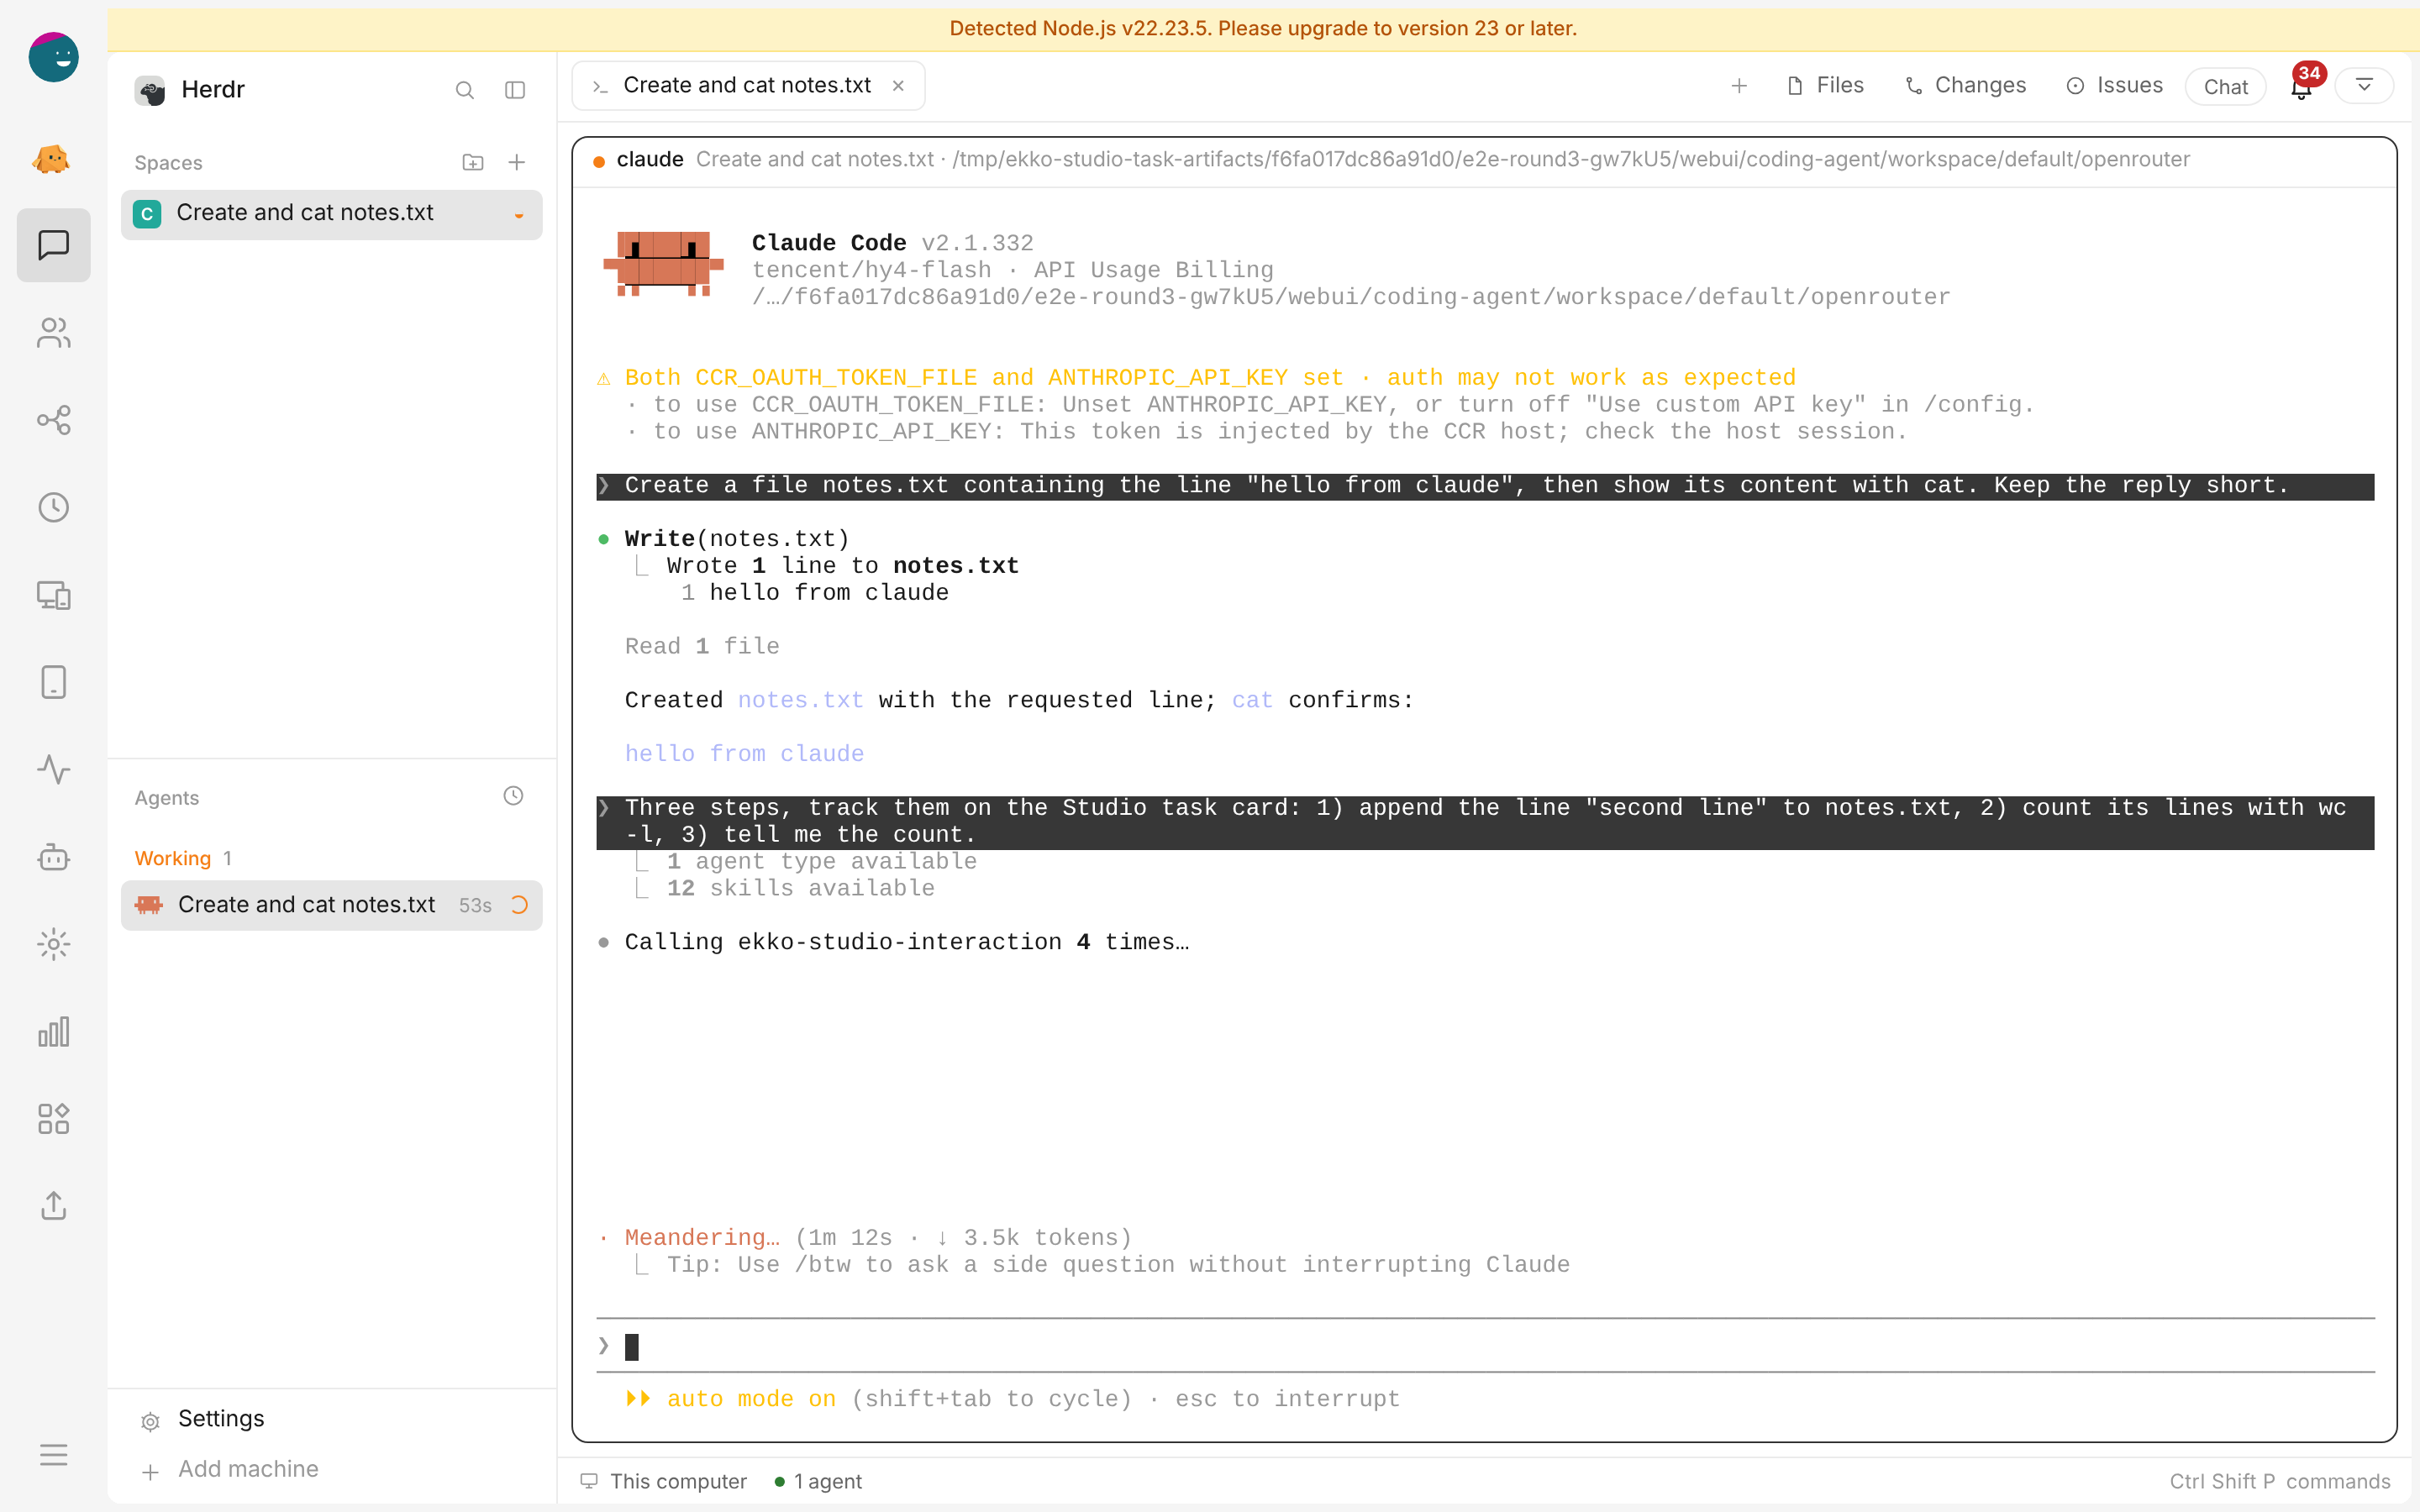 Detected Node.js v22.23.5. Please upgrade to version 23 or later.
Herdr
Spaces
C Create and cat notes.txt
Agents
Working 1
Create and cat notes.txt 53s
Settings
Add machine
Create and cat notes.txt
Files
Changes
Issues
Chat
34
claude Create and cat notes.txt · /tmp/ekko-studio-task-artifacts/f6fa017dc86a91d0/e2e-round3-gw7kU5/webui/coding-agent/workspace/default/openrouter
Claude Code v2.1.332
tencent/hy4-flash · API Usage Billing
/…/f6fa017dc86a91d0/e2e-round3-gw7kU5/webui/coding-agent/workspace/default/openrouter
⚠ Both CCR_OAUTH_TOKEN_FILE and ANTHROPIC_API_KEY set · auth may not work as expected
· to use CCR_OAUTH_TOKEN_FILE: Unset ANTHROPIC_API_KEY, or turn off "Use custom API key" in /config.
· to use ANTHROPIC_API_KEY: This token is injected by the CCR host; check the host session.
❯ Create a file notes.txt containing the line "hello from claude", then show its content with cat. Keep the reply short.
● Write(notes.txt)
⎿ Wrote 1 line to notes.txt
1 hello from claude
Read 1 file
Created notes.txt with the requested line; cat confirms:
hello from claude
❯ Three steps, track them on the Studio task card: 1) append the line "second line" to notes.txt, 2) count its lines with wc
-l, 3) tell me the count.
⎿ 1 agent type available
⎿ 12 skills available
● Calling ekko-studio-interaction 4 times…
· Meandering… (1m 12s · ↓ 3.5k tokens)
⎿ Tip: Use /btw to ask a side question without interrupting Claude
❯
⏵⏵ auto mode on (shift+tab to cycle) · esc to interrupt
This computer
1 agent
Ctrl Shift P commands